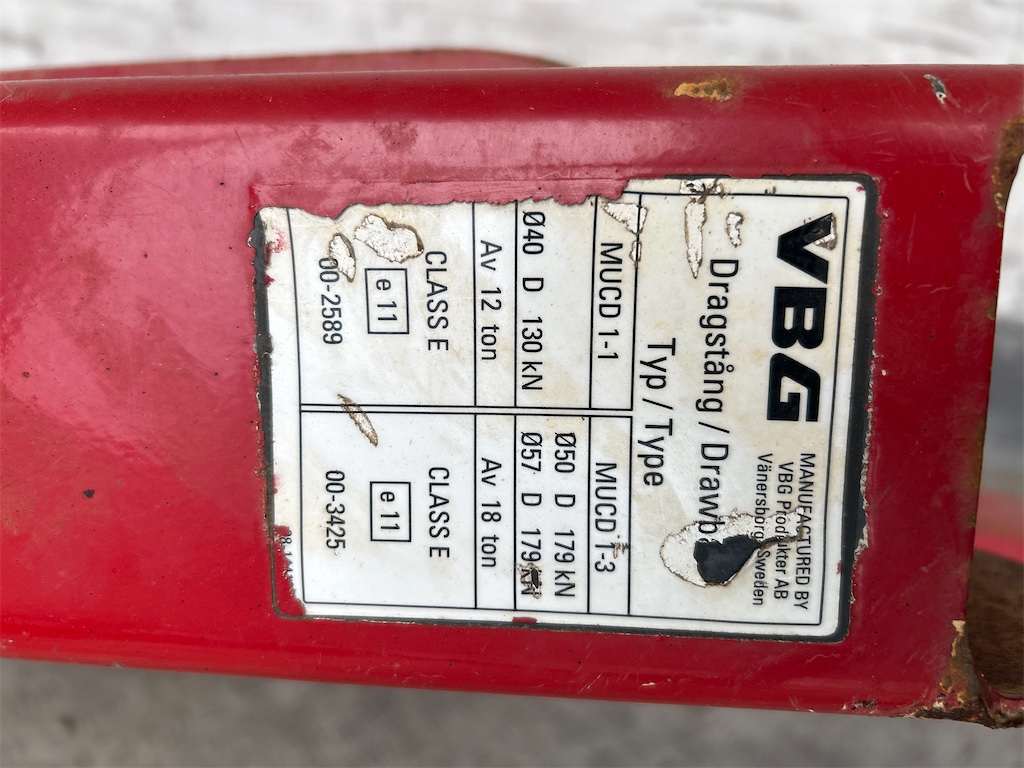 VBG
MANUFACTURED BY
VBG Produkter AB
Vänersborg Sweden
Dragstång /
Typ / Type
MUCD 1-1
Ø40 D 130 kN
Av 12 ton
CLASS E
e 11
00-2589
MUCD 1-3
Ø50 D 179 kN
Ø57 D 179 kN
Av 18 ton
CLASS E
e 11
00-3425